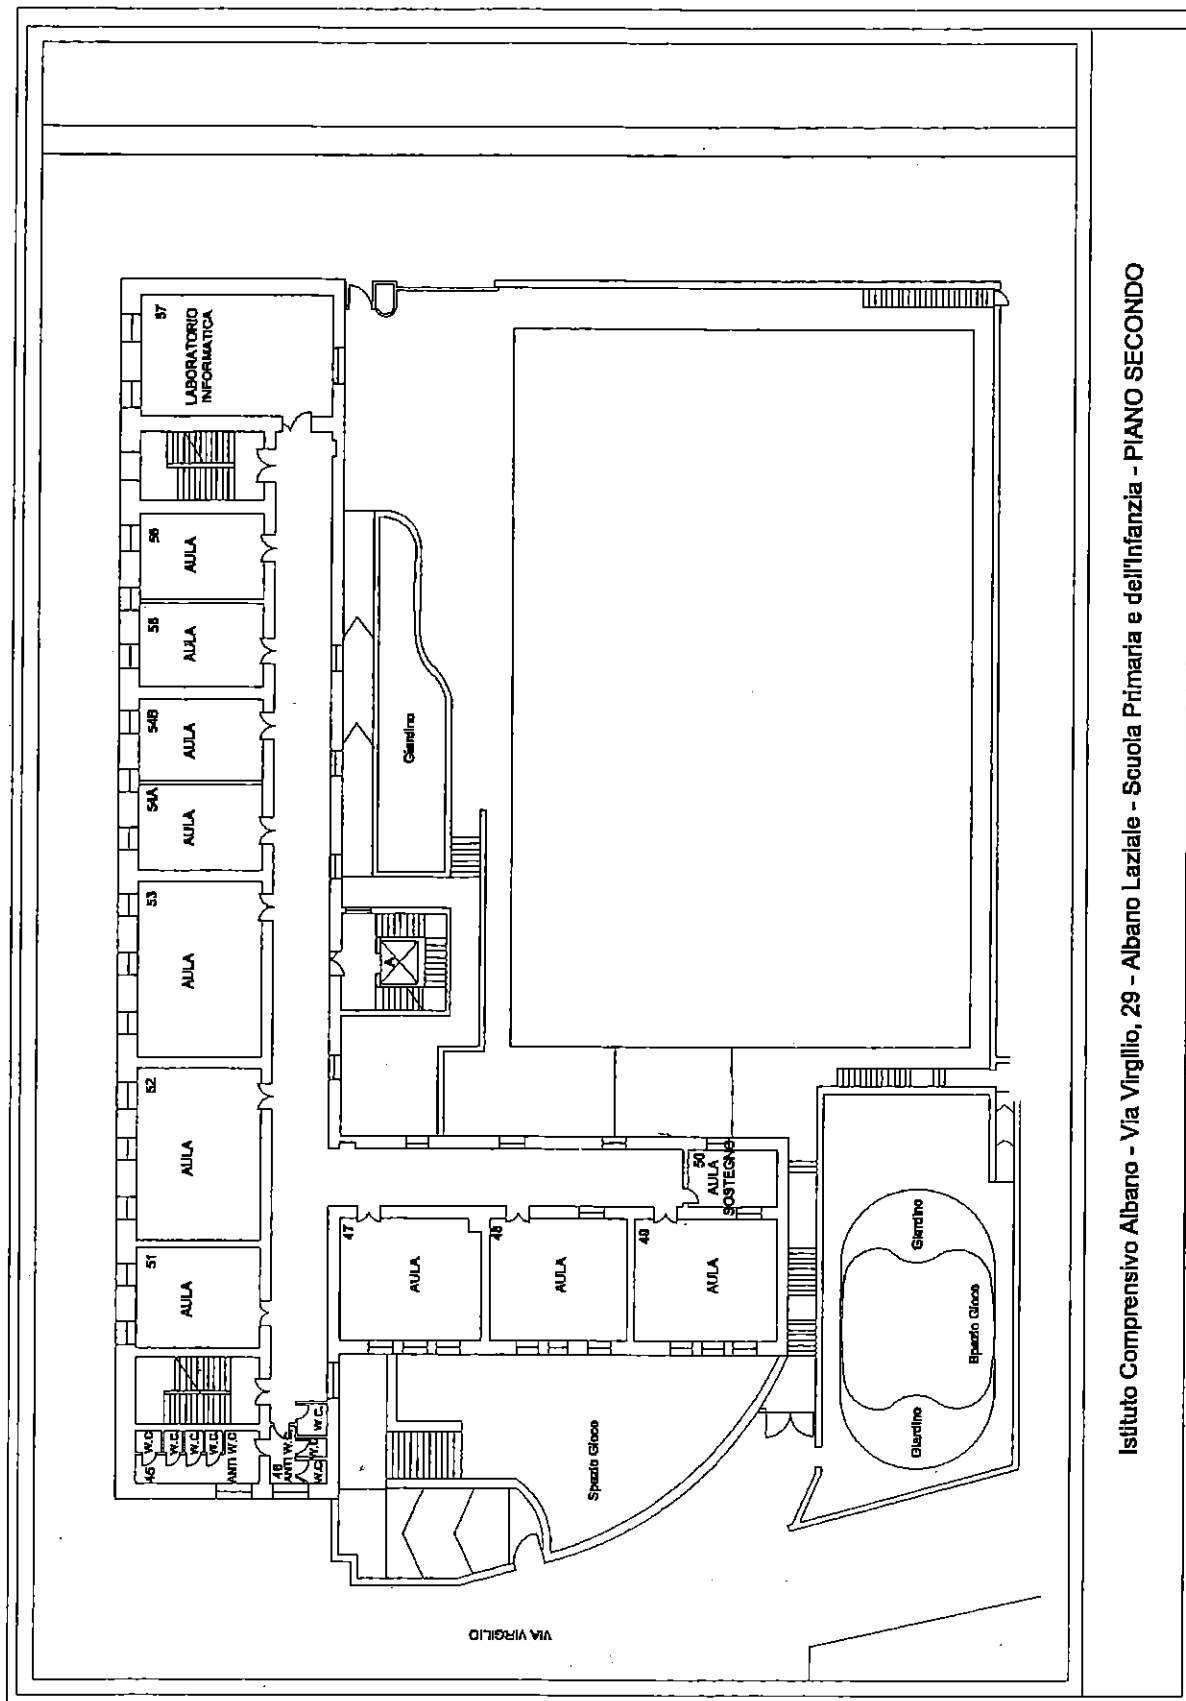 57
LABORATORIO
INFORMATICA
56
AULA
55
AULA
54B
AULA
54A
AULA
53
AULA
52
AULA
51
AULA
45
W.C.
W.C.
W.C.
W.C.
ANTI W.C.
46
ANTI W.C.
W.C.
W.C.
W.C.
47
AULA
48
AULA
49
AULA
50
AULA
SOSTEGNO
A
Giardino
Spazio Gioco
Giardino
Spazio Gioco
Giardino
VIA VIRGILIO
Istituto Comprensivo Albano - Via Virgilio, 29 - Albano Laziale - Scuola Primaria e dell'Infanzia - PIANO SECONDO